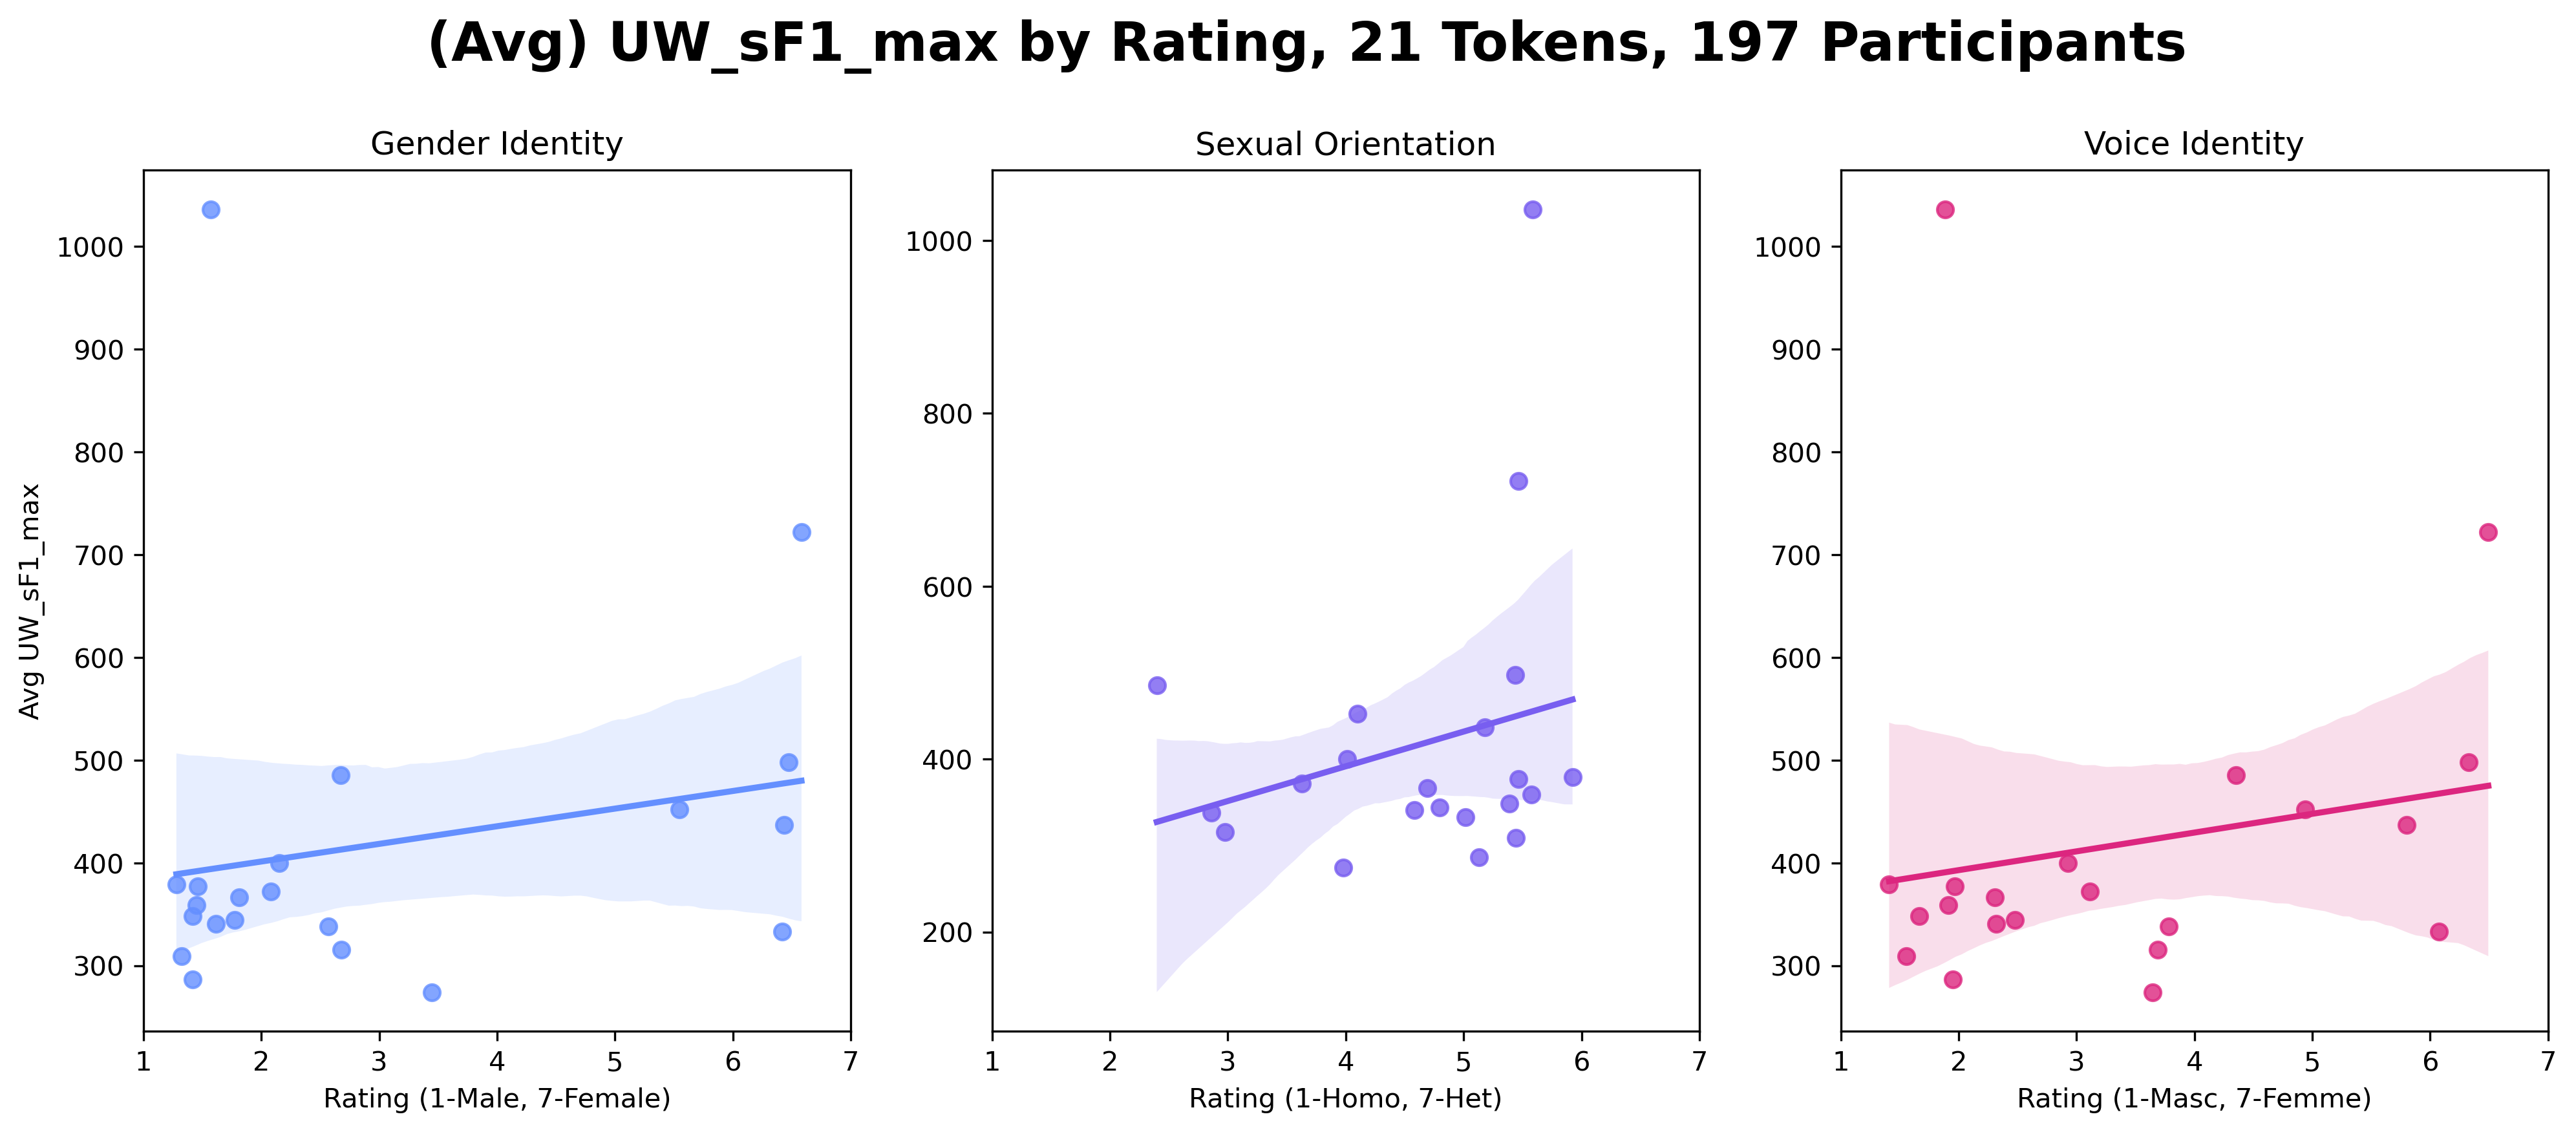 (Avg) UW_sF1_max by Rating, 21 Tokens, 197 Participants
Gender Identity
Avg UW_sF1_max
1000
900
800
700
600
500
400
300
1 2 3 4 5 6 7
Rating (1-Male, 7-Female)
Sexual Orientation
1000
800
600
400
200
1 2 3 4 5 6 7
Rating (1-Homo, 7-Het)
Voice Identity
1000
900
800
700
600
500
400
300
1 2 3 4 5 6 7
Rating (1-Masc, 7-Femme)